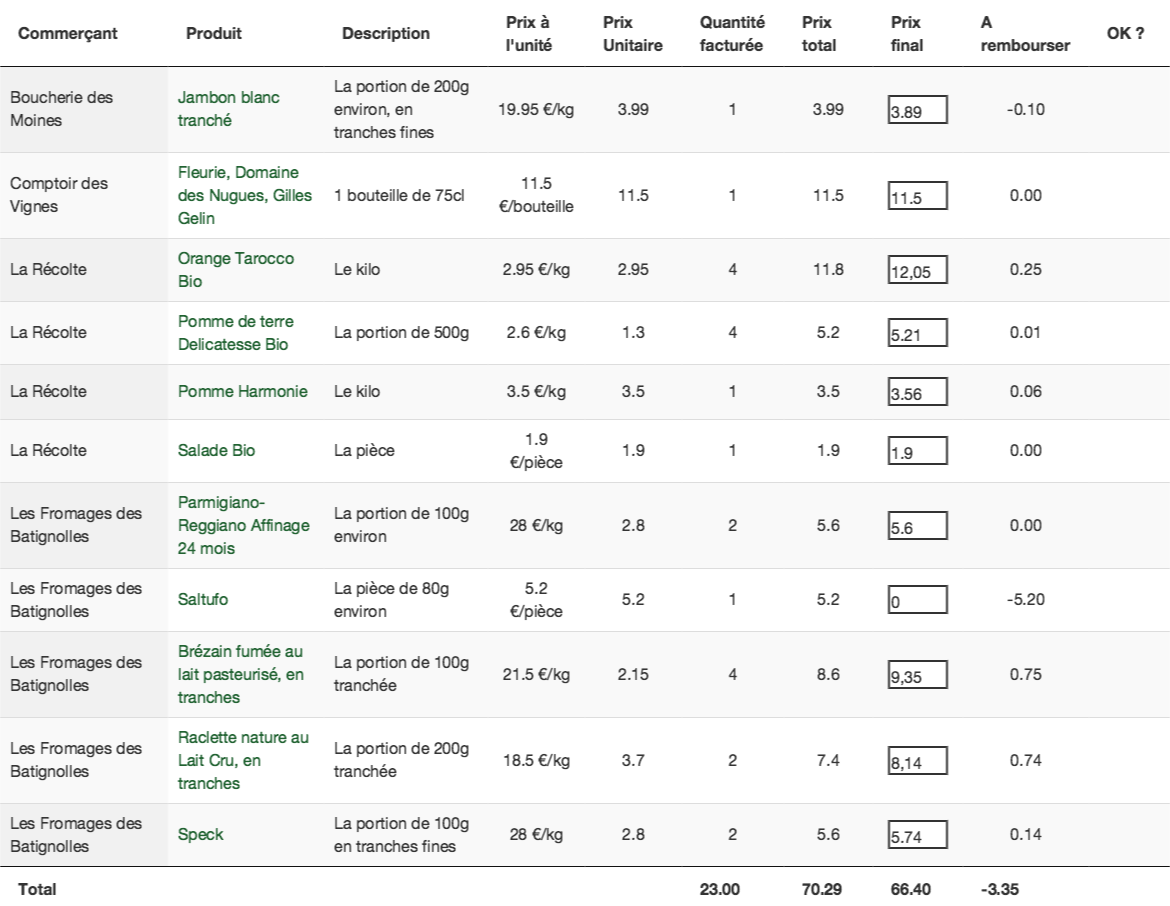 Commerçant Produit Description Prix à l'unité Prix Unitaire Quantité facturée Prix total Prix final A rembourser OK ?
Boucherie des Moines Jambon blanc tranché La portion de 200g environ, en tranches fines 19.95 €/kg 3.99 1 3.99 3.89 -0.10
Comptoir des Vignes Fleurie, Domaine des Nugues, Gilles Gelin 1 bouteille de 75cl 11.5 €/bouteille 11.5 1 11.5 11.5 0.00
La Récolte Orange Tarocco Bio Le kilo 2.95 €/kg 2.95 4 11.8 12,05 0.25
La Récolte Pomme de terre Delicatesse Bio La portion de 500g 2.6 €/kg 1.3 4 5.2 5.21 0.01
La Récolte Pomme Harmonie Le kilo 3.5 €/kg 3.5 1 3.5 3.56 0.06
La Récolte Salade Bio La pièce 1.9 €/pièce 1.9 1 1.9 1.9 0.00
Les Fromages des Batignolles Parmigiano-Reggiano Affinage 24 mois La portion de 100g environ 28 €/kg 2.8 2 5.6 5.6 0.00
Les Fromages des Batignolles Saltufo La pièce de 80g environ 5.2 €/pièce 5.2 1 5.2 0 -5.20
Les Fromages des Batignolles Brézain fumée au lait pasteurisé, en tranches La portion de 100g tranchée 21.5 €/kg 2.15 4 8.6 9,35 0.75
Les Fromages des Batignolles Raclette nature au Lait Cru, en tranches La portion de 200g tranchée 18.5 €/kg 3.7 2 7.4 8,14 0.74
Les Fromages des Batignolles Speck La portion de 100g en tranches fines 28 €/kg 2.8 2 5.6 5.74 0.14
Total 23.00 70.29 66.40 -3.35